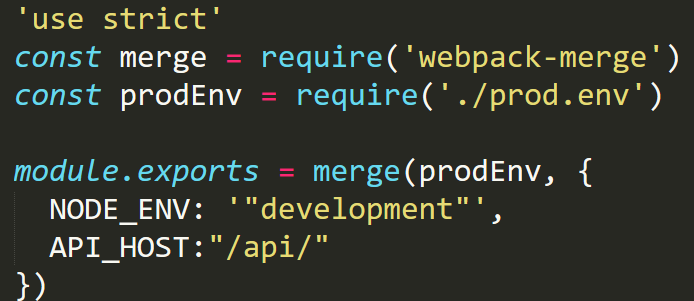 'use strict'
const merge = require('webpack-merge')
const prodEnv = require('./prod.env')
module.exports = merge(prodEnv, {
  NODE_ENV: '"development"',
  API_HOST:"/api/"
})